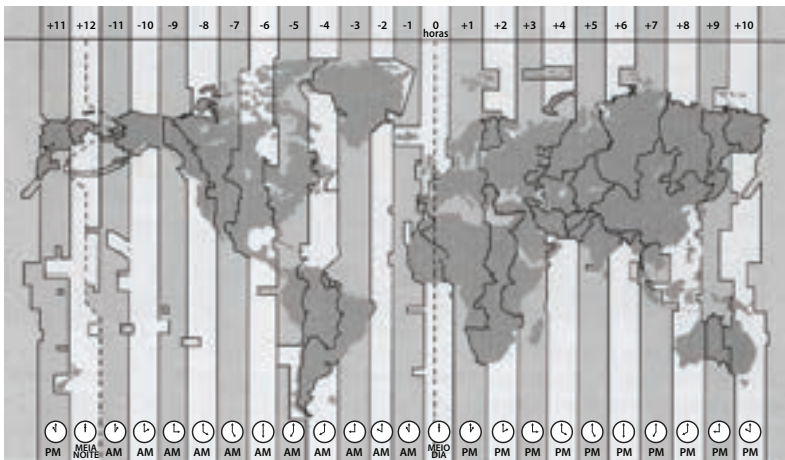 +11 +12 -11 -10 -9 -8 -7 -6 -5 -4 -3 -2 -1 0 +1 +2 +3 +4 +5 +6 +7 +8 +9 +10
horas
PM MEIA NOITE AM AM AM AM AM AM AM AM AM AM AM MEIO DIA PM PM PM PM PM PM PM PM PM PM